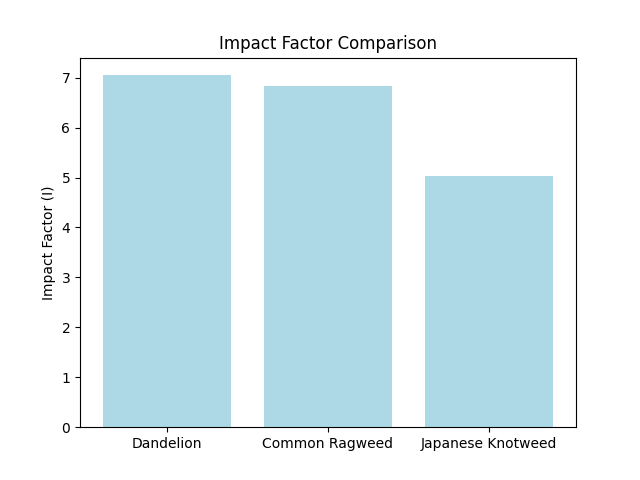 Impact Factor Comparison
Impact Factor (I)
7
6
5
4
3
2
1
0
Dandelion
Common Ragweed
Japanese Knotweed